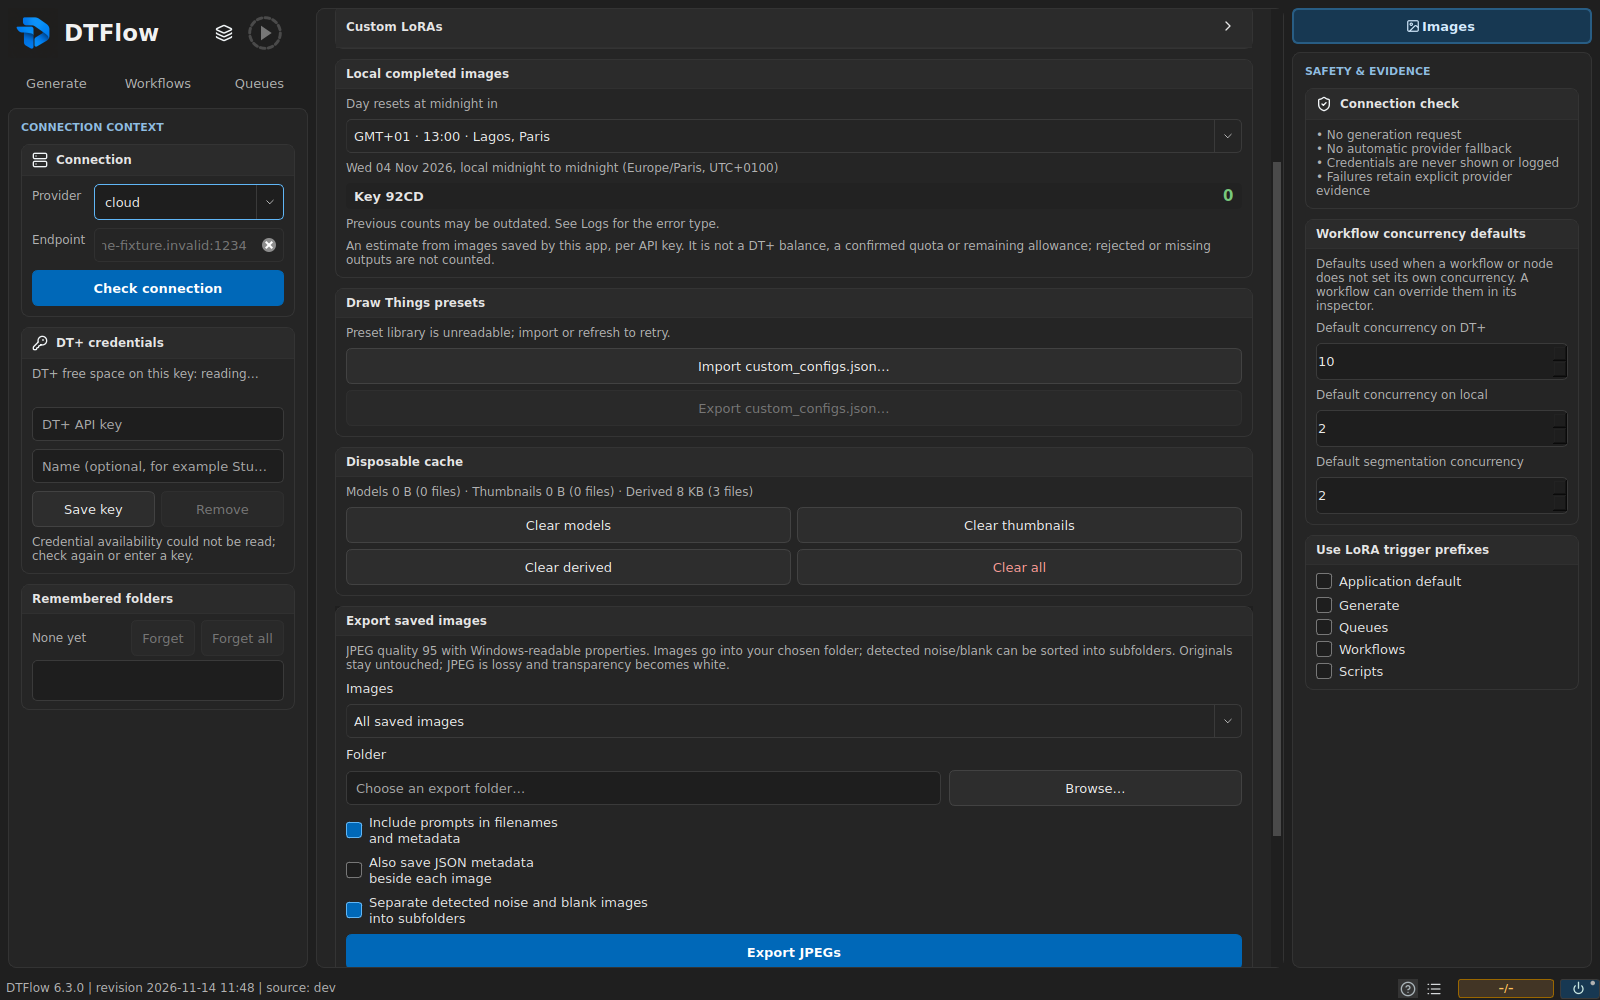 DTFlow
Generate Workflows Queues
CONNECTION CONTEXT
Connection
Provider cloud
Endpoint ne-fixture.invalid:1234
Check connection
DT+ credentials
DT+ free space on this key: reading...
DT+ API key
Name (optional, for example Stu...
Save key Remove
Credential availability could not be read;
check again or enter a key.
Remembered folders
None yet Forget Forget all
Custom LoRAs
Local completed images
Day resets at midnight in
GMT+01 · 13:00 · Lagos, Paris
Wed 04 Nov 2026, local midnight to midnight (Europe/Paris, UTC+0100)
Key 92CD 0
Previous counts may be outdated. See Logs for the error type.
An estimate from images saved by this app, per API key. It is not a DT+ balance, a confirmed quota or remaining allowance; rejected or missing
outputs are not counted.
Draw Things presets
Preset library is unreadable; import or refresh to retry.
Import custom_configs.json...
Export custom_configs.json...
Disposable cache
Models 0 B (0 files) · Thumbnails 0 B (0 files) · Derived 8 KB (3 files)
Clear models Clear thumbnails
Clear derived Clear all
Export saved images
JPEG quality 95 with Windows-readable properties. Images go into your chosen folder; detected noise/blank can be sorted into subfolders. Originals
stay untouched; JPEG is lossy and transparency becomes white.
Images
All saved images
Folder
Choose an export folder... Browse...
Include prompts in filenames
and metadata
Also save JSON metadata
beside each image
Separate detected noise and blank images
into subfolders
Export JPEGs
Images
SAFETY & EVIDENCE
Connection check
• No generation request
• No automatic provider fallback
• Credentials are never shown or logged
• Failures retain explicit provider
evidence
Workflow concurrency defaults
Defaults used when a workflow or node
does not set its own concurrency. A
workflow can override them in its
inspector.
Default concurrency on DT+
10
Default concurrency on local
2
Default segmentation concurrency
2
Use LoRA trigger prefixes
Application default
Generate
Queues
Workflows
Scripts
DTFlow 6.3.0 | revision 2026-11-14 11:48 | source: dev
-/-